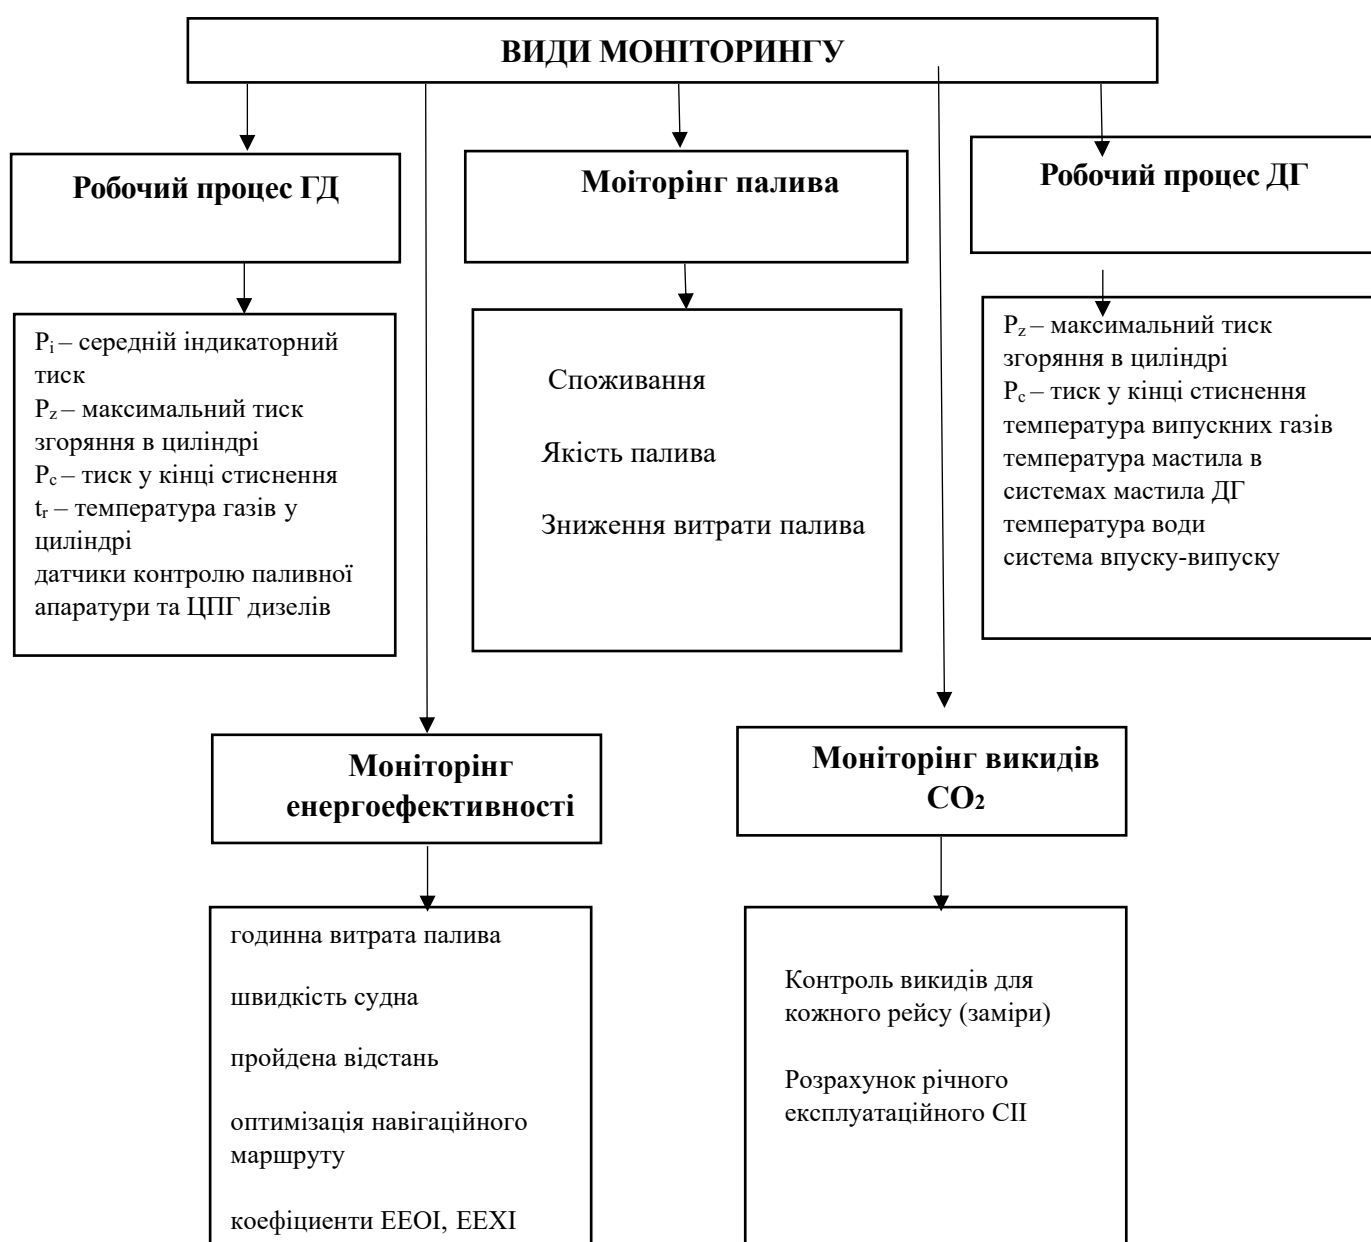 ВИДИ МОНІТОРИНГУ
Робочий процес ГД
Моіторінг палива
Робочий процес ДГ
Pi – середній індикаторний
тиск
Pz – максимальний тиск
згоряння в циліндрі
Pc – тиск у кінці стиснення
tr – температура газів у
циліндрі
датчики контролю паливної
апаратури та ЦПГ дизелів
Споживання
Якість палива
Зниження витрати палива
Pz – максимальний тиск
згоряння в циліндрі
Pc – тиск у кінці стиснення
температура випускних газів
температура мастила в
системах мастила ДГ
температура води
система впуску-випуску
Моніторінг
енергоефективності
Моніторінг викидів
CO2
годинна витрата палива
швидкість судна
пройдена відстань
оптимізація навігаційного
маршруту
коефіциенти EEOI, EEXI
Контроль викидів для
кожного рейсу (заміри)
Розрахунок річного
експлуатаційного CII